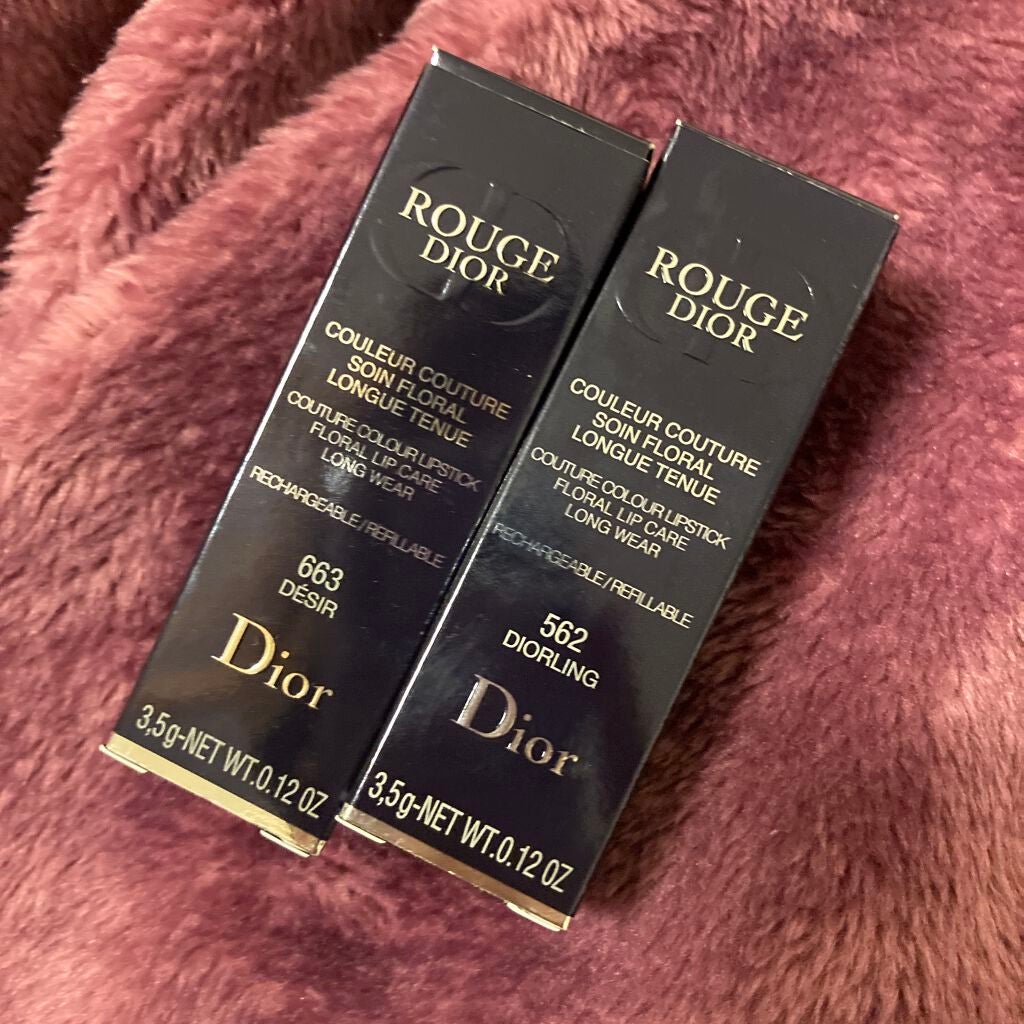 ROUGE
DIOR
COULEUR COUTURE
SOIN FLORAL
LONGUE TENUE
COUTURE COLOUR LIPSTICK
FLORAL LIP CARE
LONG WEAR
RECHARGEABLE/REFILLABLE
663
DÉSIR
Dior
3,5g-NET WT.0.12 OZ
ROUGE
DIOR
COULEUR COUTURE
SOIN FLORAL
LONGUE TENUE
COUTURE COLOUR LIPSTICK
FLORAL LIP CARE
LONG WEAR
RECHARGEABLE/REFILLABLE
562
DIORLING
Dior
3,5g-NET WT.0.12 OZ